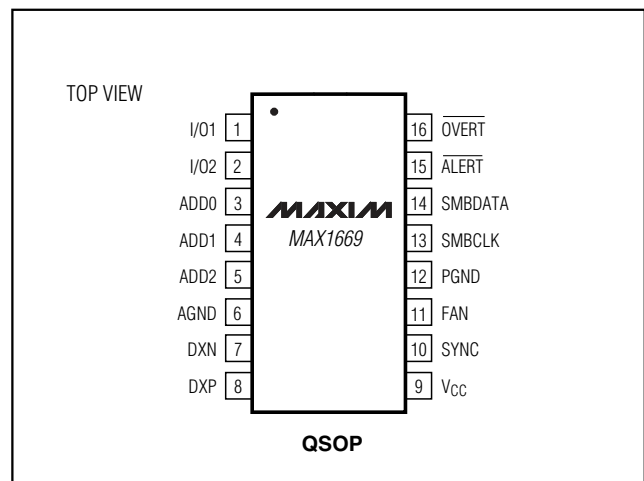 TOP VIEW
I/O1 1 16 OVERT
I/O2 2 15 ALERT
ADD0 3 MAXIM 14 SMBDATA
ADD1 4 MAX1669 13 SMBCLK
ADD2 5 12 PGND
AGND 6 11 FAN
DXN 7 10 SYNC
DXP 8 9 VCC
QSOP